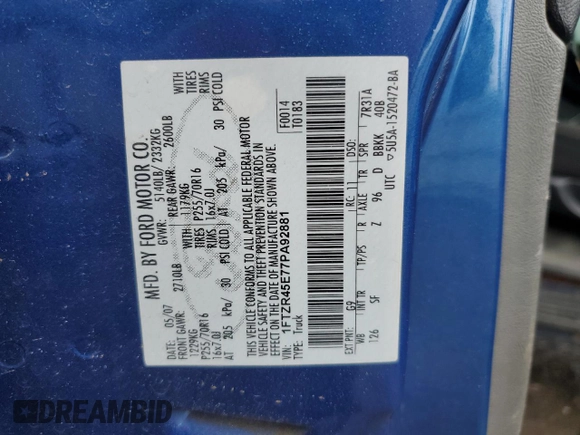 MFD. BY FORD MOTOR CO.
DATE: 05/07 GVWR: 5140LB/ 2332KG
FRONT GAWR: 2710LB REAR GAWR: 2600LB
1229KG WITH 1179KG WITH
P255/70R16 TIRES P255/70R16 TIRES
16x7.0J RIMS 16x7.0J RIMS
AT 205 kPa/ 30 PSI COLD AT 205 kPa/ 30 PSI COLD
THIS VEHICLE CONFORMS TO ALL APPLICABLE FEDERAL MOTOR
VEHICLE SAFETY AND THEFT PREVENTION STANDARDS IN
EFFECT ON THE DATE OF MANUFACTURE SHOWN ABOVE.
VIN: 1FTZR45E77PA92881 F0014
TYPE: Truck T0183
EXT PNT: G9 RC: 11 DSO:
WB INT TR TP/PS R AXLE TR SPR 7R31A
126 SF Z 96 D BBKK 40B
UTC ▽5U5A-1520472-BA
DREAMBID